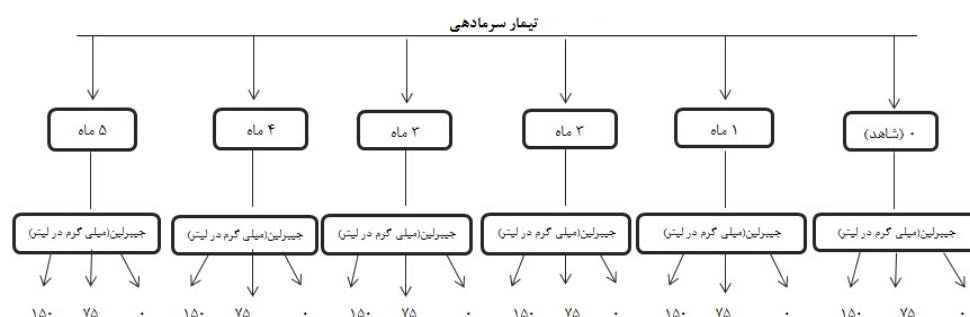 تیمار سرمادهی
۰ (شاهد) ۱ ماه ۳ ماه ۳ ماه ۴ ماه ۵ ماه
جیبرلین(میلی گرم در لیتر) جیبرلین(میلی گرم در لیتر) جیبرلین(میلی گرم در لیتر) جیبرلین(میلی گرم در لیتر) جیبرلین(میلی گرم در لیتر) جیبرلین(میلی گرم در لیتر)
۰ ۷۵ ۱۵۰ ۰ ۷۵ ۱۵۰ ۰ ۷۵ ۱۵۰ ۰ ۷۵ ۱۵۰ ۰ ۷۵ ۱۵۰ ۰ ۷۵ ۱۵۰